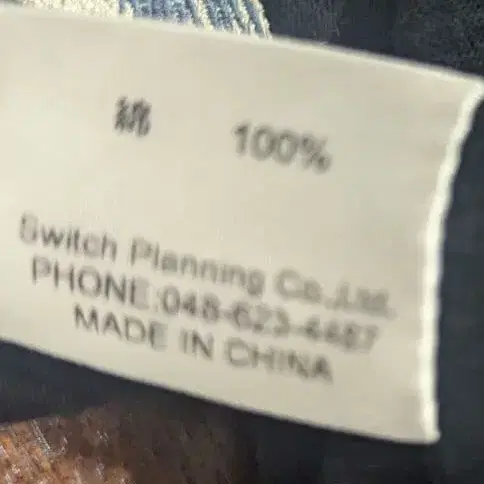 綿 100%
Switch Planning Co.,Ltd.
PHONE:048-623-4487
MADE IN CHINA